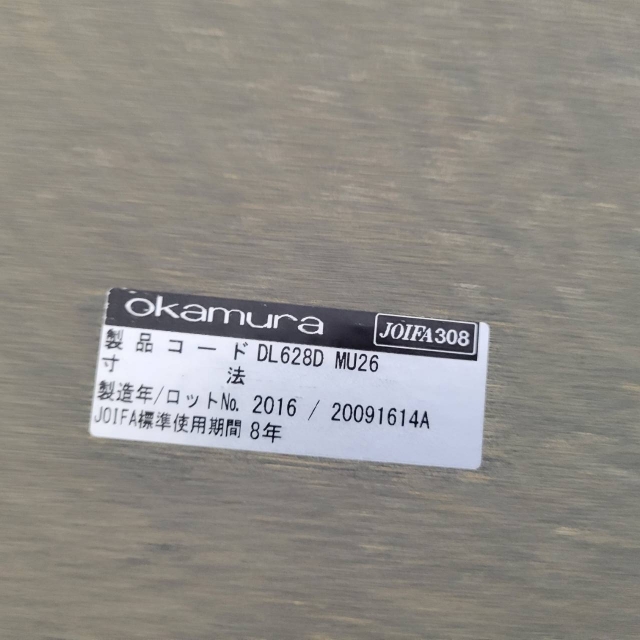 okamura JOIFA308
製品コード DL628D MU26
寸法
製造年/ロットNo. 2016 / 20091614A
JOIFA標準使用期間 8年